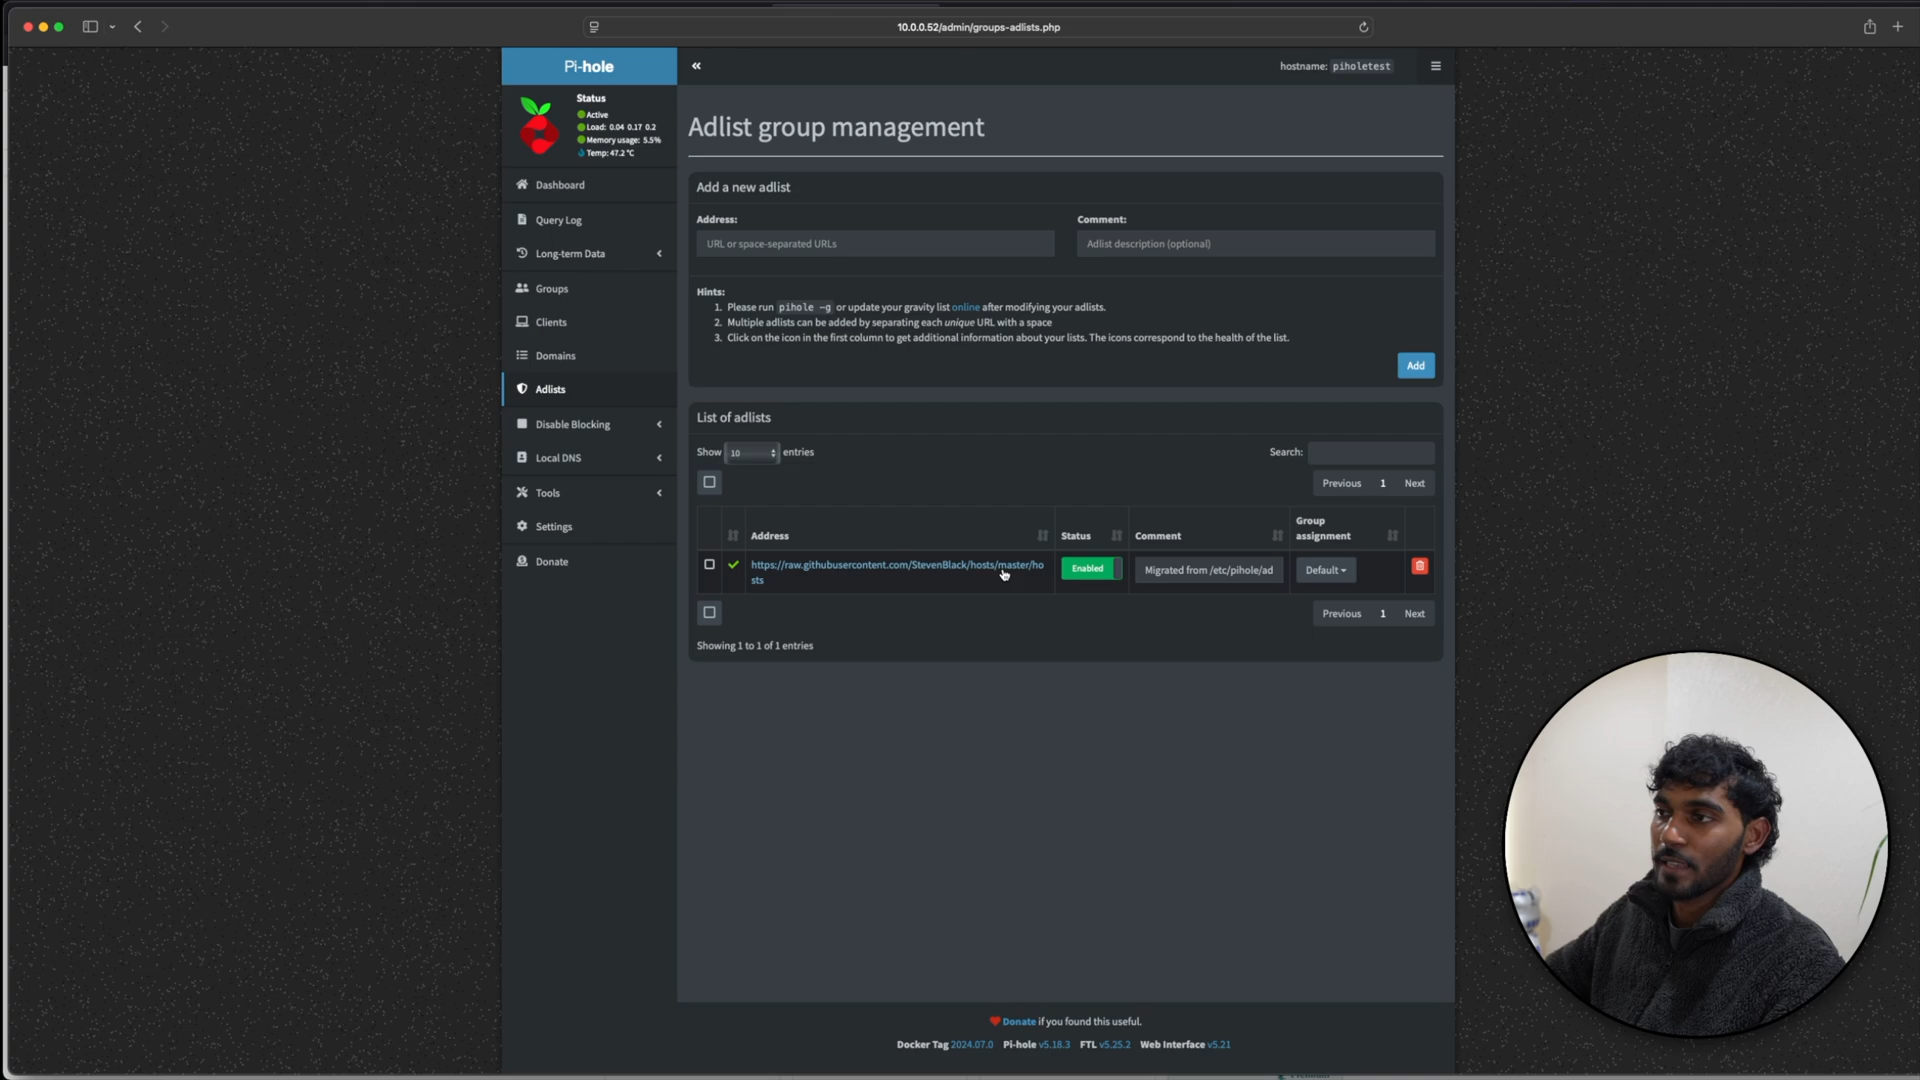 10.0.0.52/admin/groups-adlists.php
Pi-hole
hostname: piholetest
Status
Active
Load: 0.04 0.17 0.2
Memory usage: 5.5%
Temp: 47.2 °C
Dashboard
Query Log
Long-term Data
Groups
Clients
Domains
Adlists
Disable Blocking
Local DNS
Tools
Settings
Donate
Adlist group management
Add a new adlist
Address:
Comment:
URL or space-separated URLs
Adlist description (optional)
Hints:
1. Please run pihole -g or update your gravity list online after modifying your adlists.
2. Multiple adlists can be added by separating each unique URL with a space
3. Click on the icon in the first column to get additional information about your lists. The icons correspond to the health of the list.
Add
List of adlists
Show 10 entries
Search:
Previous 1 Next
Address
Status
Comment
Group
assignment
https://raw.githubusercontent.com/StevenBlack/hosts/master/ho
sts
Enabled
Migrated from /etc/pihole/ad
Default
Previous 1 Next
Showing 1 to 1 of 1 entries
Donate if you found this useful.
Docker Tag 2024.07.0 Pi-hole v5.18.3 FTL v5.25.2 Web Interface v5.21